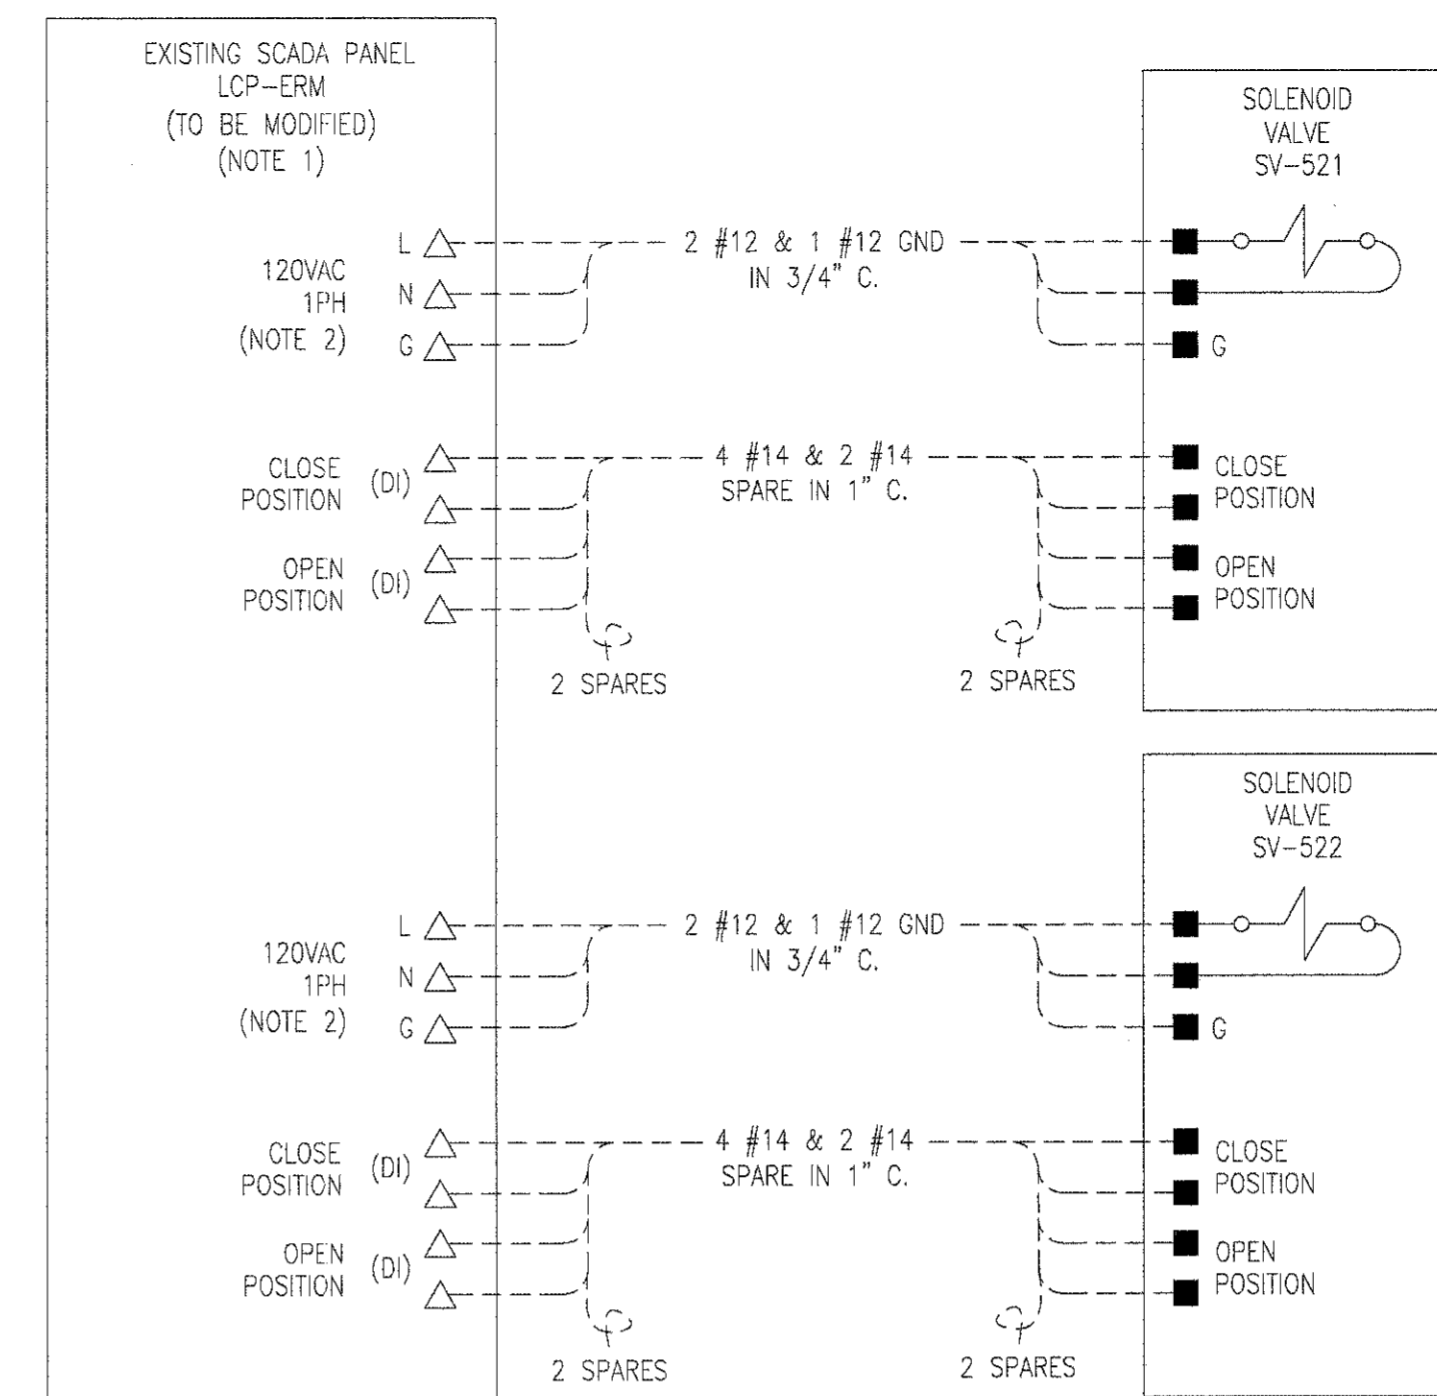 EXISTING SCADA PANEL
LCP-ERM
(TO BE MODIFIED)
(NOTE 1)
SOLENOID
VALVE
SV-521
L
120VAC
1PH
(NOTE 2)
N
G
2 #12 & 1 #12 GND
IN 3/4" C.
G
CLOSE
POSITION
(DI)
OPEN
POSITION
(DI)
4 #14 & 2 #14
SPARE IN 1" C.
CLOSE
POSITION
OPEN
POSITION
2 SPARES
2 SPARES
SOLENOID
VALVE
SV-522
L
120VAC
1PH
(NOTE 2)
N
G
2 #12 & 1 #12 GND
IN 3/4" C.
G
CLOSE
POSITION
(DI)
OPEN
POSITION
(DI)
4 #14 & 2 #14
SPARE IN 1" C.
CLOSE
POSITION
OPEN
POSITION
2 SPARES
2 SPARES